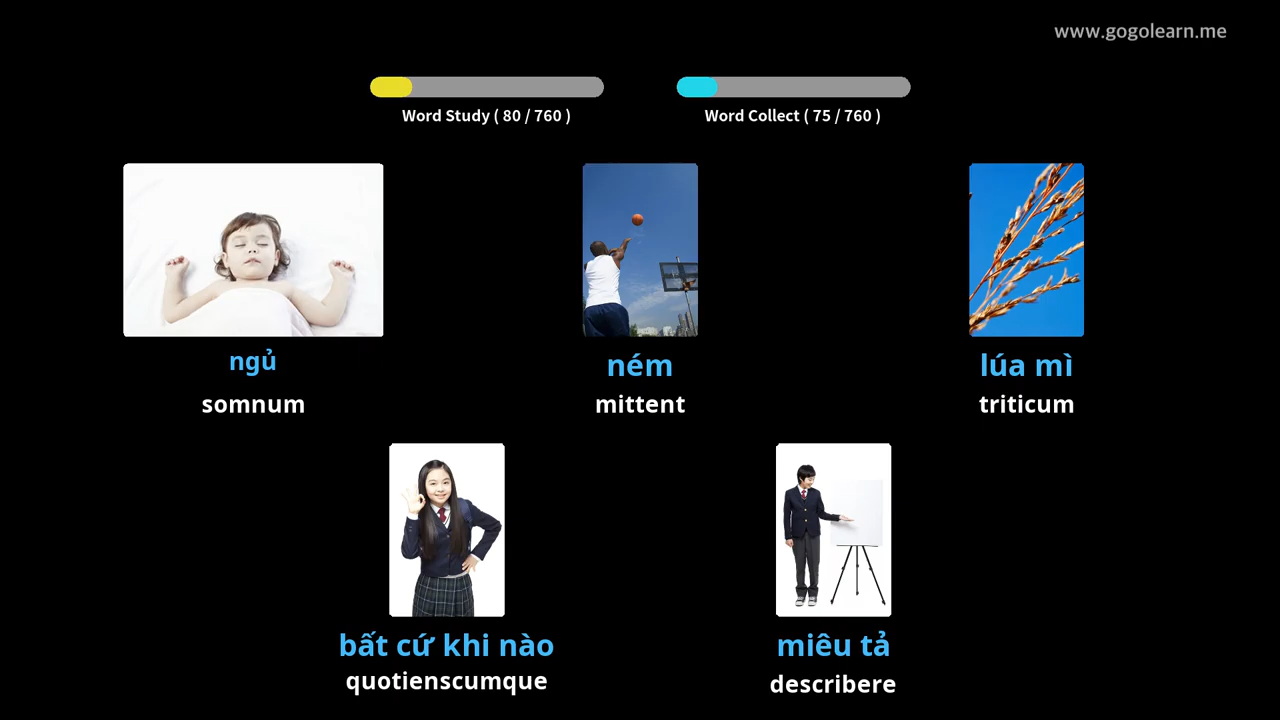 www.gogolearn.me
Word Study ( 80 / 760 )
Word Collect ( 75 / 760 )
ngủ
somnum
ném
mittent
lúa mì
triticum
bất cứ khi nào
quotienscumque
miêu tả
describere